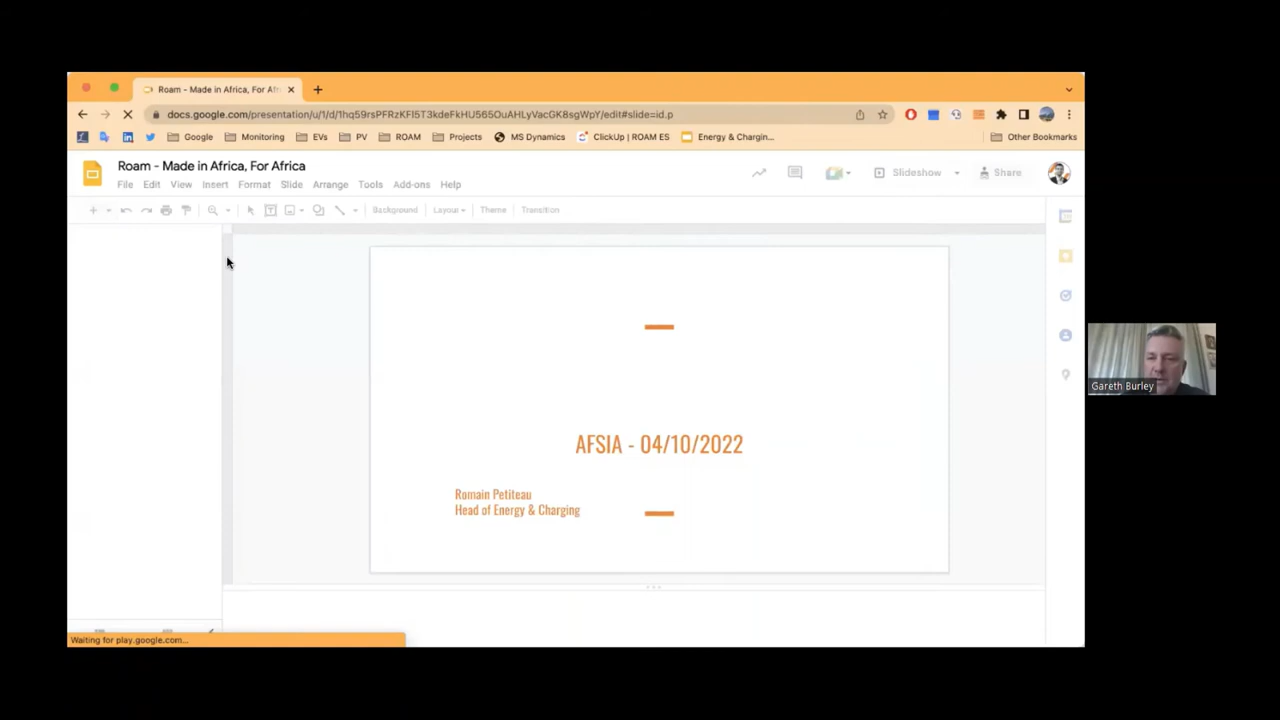 Roam - Made in Africa, For Afr
docs.google.com/presentation/u/1/d/1hq59rsPFRzKFI5T3kdeFkHU565OuAHLyVacGK8sgWpY/edit#slide=id.p
Google Monitoring EVs PV ROAM Projects MS Dynamics ClickUp | ROAM ES Energy & Chargin... Other Bookmarks
Roam - Made in Africa, For Africa
File Edit View Insert Format Slide Arrange Tools Add-ons Help
Slideshow Share
Background Layout Theme Transition
AFSIA - 04/10/2022
Romain Petiteau
Head of Energy & Charging
Gareth Burley
Waiting for play.google.com...